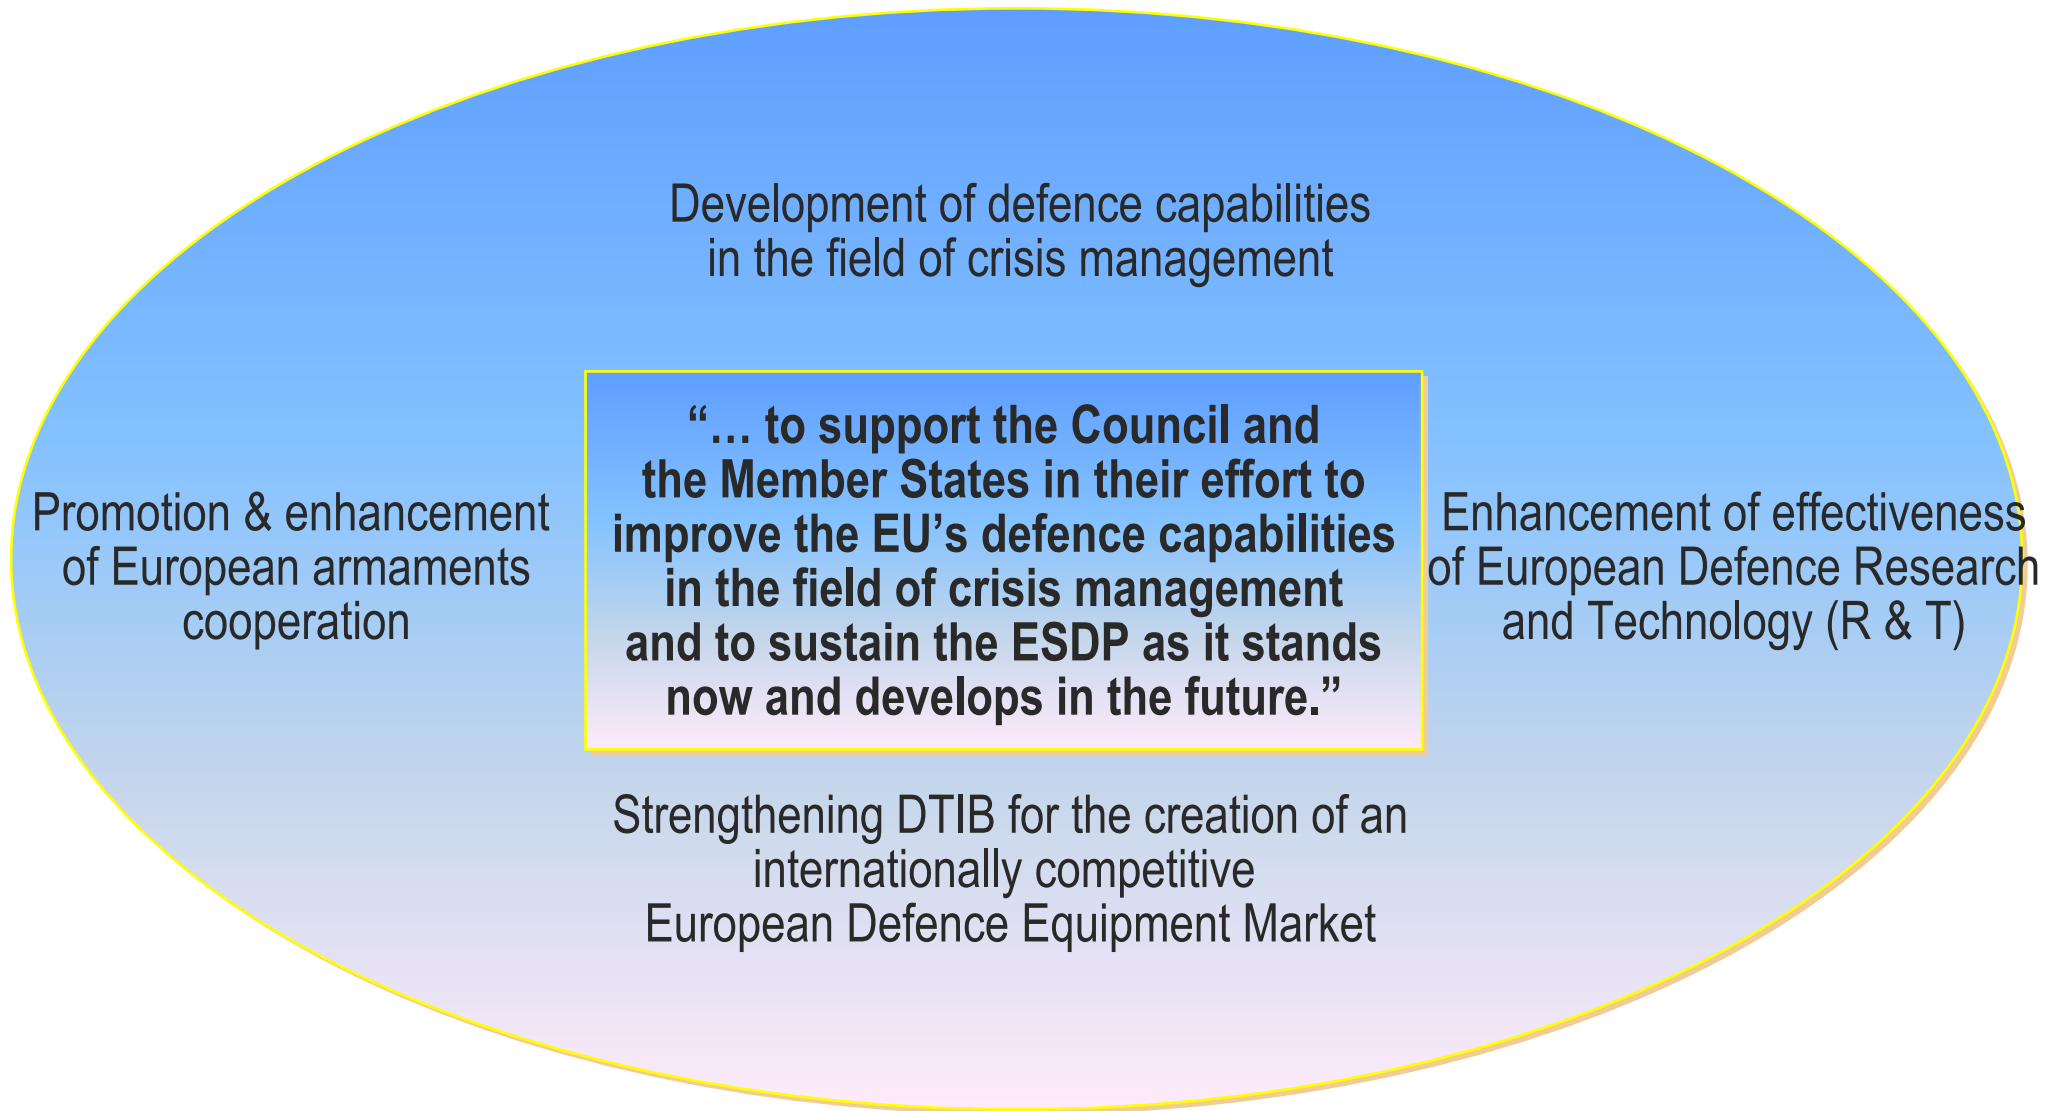 Development of defence capabilities
in the field of crisis management
“… to support the Council and
the Member States in their effort to
improve the EU’s defence capabilities
in the field of crisis management
and to sustain the ESDP as it stands
now and develops in the future.”
Promotion & enhancement
of European armaments
cooperation
Enhancement of effectiveness
of European Defence Research
and Technology (R & T)
Strengthening DTIB for the creation of an
internationally competitive
European Defence Equipment Market